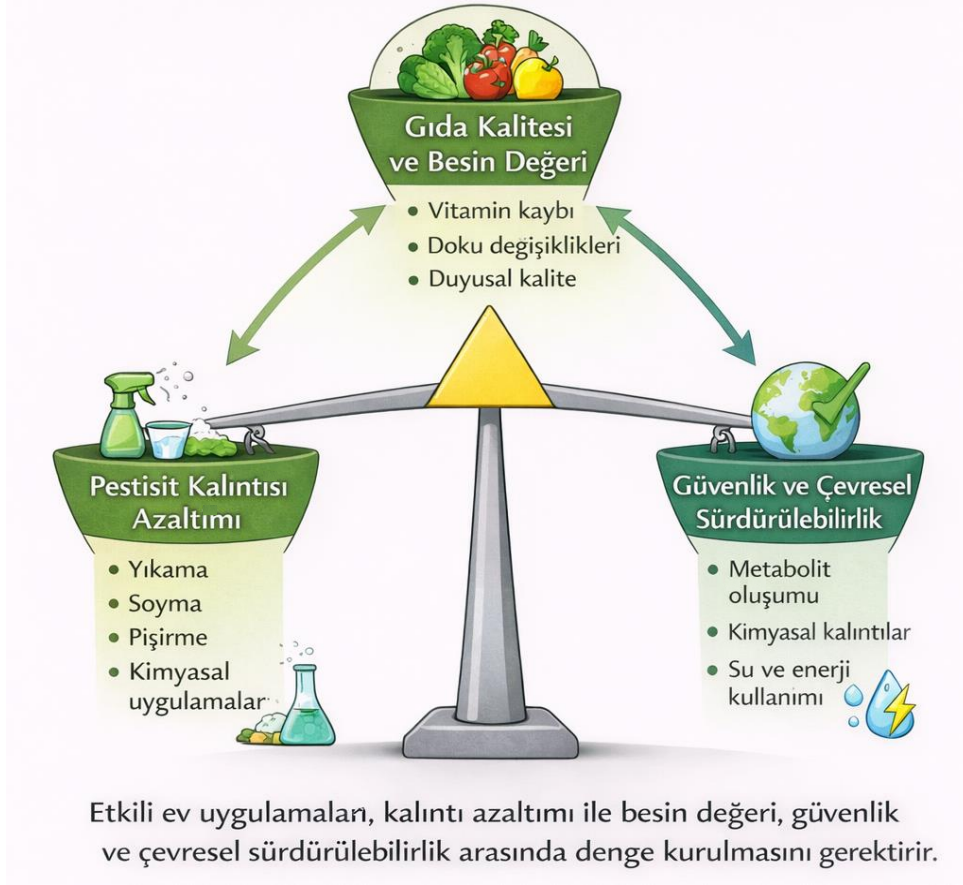 Gıda Kalitesi
ve Besin Değeri
• Vitamin kaybı
• Doku değişiklikleri
• Duyusal kalite
Pestisit Kalıntısı
Azaltımı
• Yıkama
• Soyma
• Pişirme
• Kimyasal
uygulamalar
Güvenlik ve Çevresel
Sürdürülebilirlik
• Metabolit
oluşumu
• Kimyasal kalıntılar
• Su ve enerji
kullanımı
Etkili ev uygulamaları, kalıntı azaltımı ile besin değeri, güvenlik
ve çevresel sürdürülebilirlik arasında denge kurulmasını gerektirir.